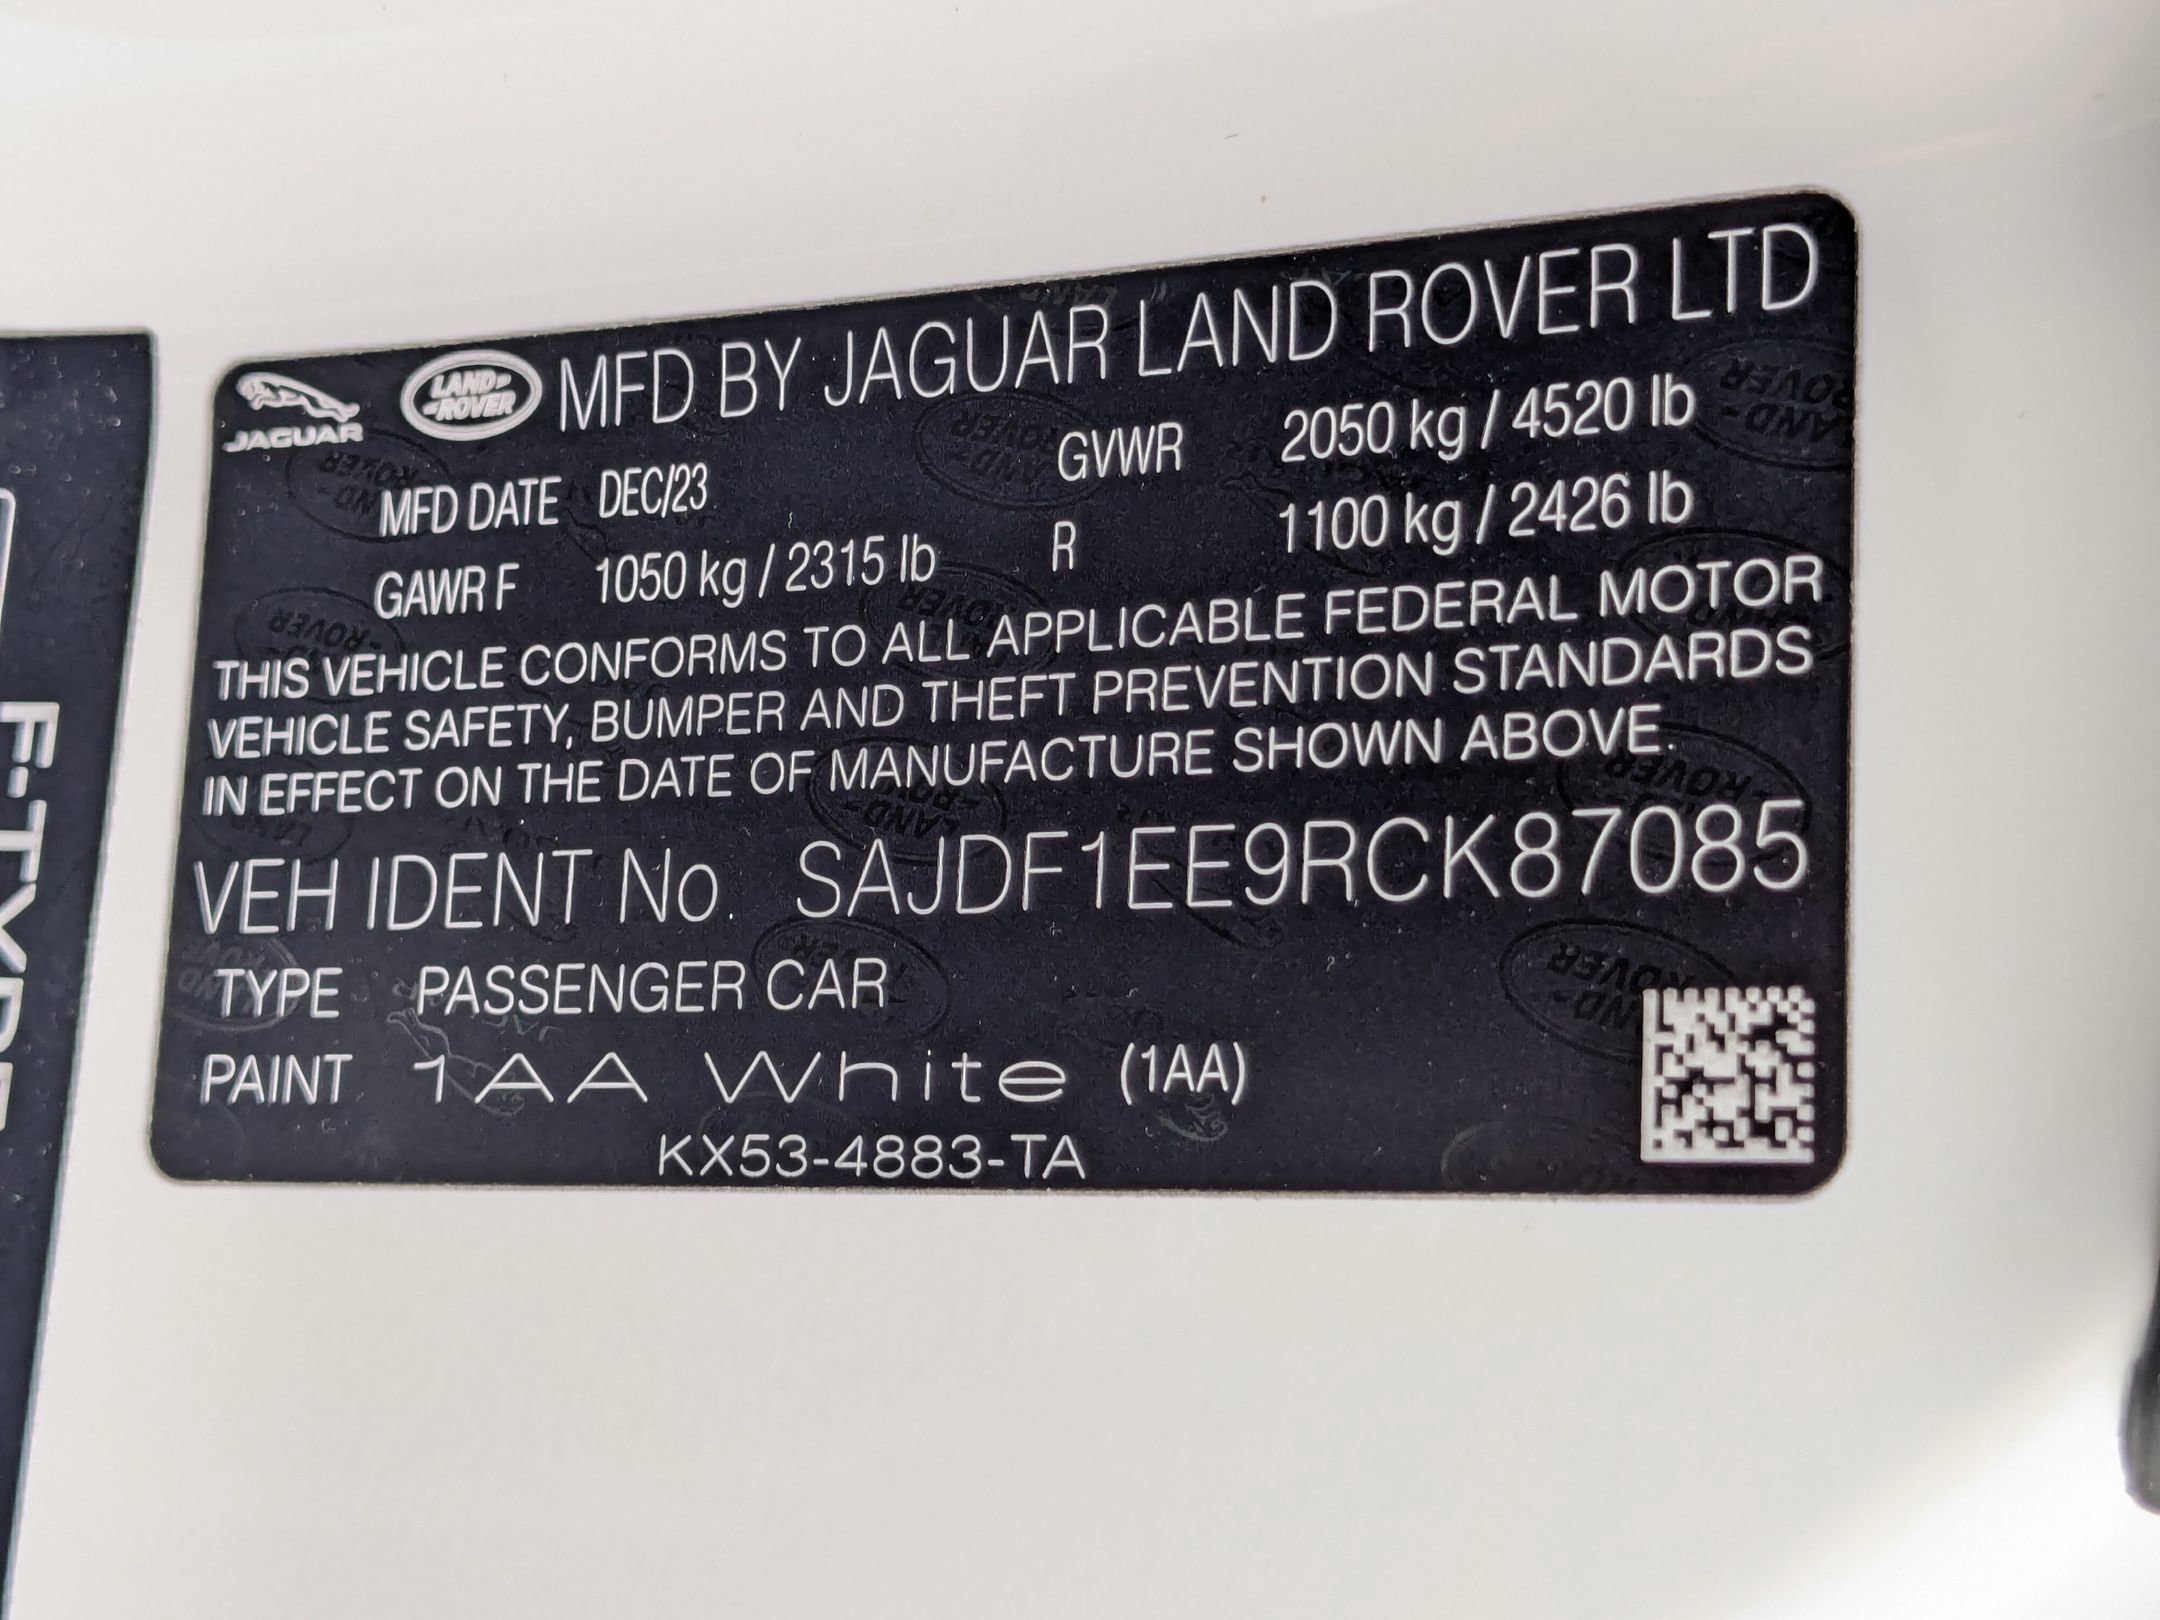 MFD BY JAGUAR LAND ROVER LTD
JAGUAR
LAND ROVER
MFD DATE DEC/23 GVWR 2050 kg / 4520 lb
GAWR F 1050 kg / 2315 lb R 1100 kg / 2426 lb
THIS VEHICLE CONFORMS TO ALL APPLICABLE FEDERAL MOTOR
VEHICLE SAFETY, BUMPER AND THEFT PREVENTION STANDARDS
IN EFFECT ON THE DATE OF MANUFACTURE SHOWN ABOVE.
VEH IDENT No. SAJDF1EE9RCK87085
TYPE PASSENGER CAR
PAINT 1AA White (1AA)
KX53-4883-TA
F-TYPE